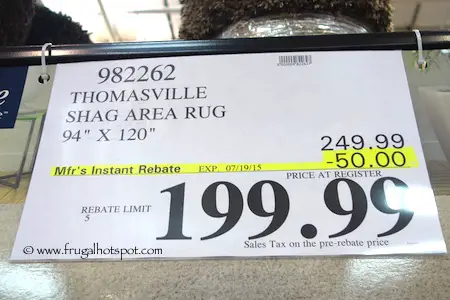 982262
THOMASVILLE
SHAG AREA RUG
94" X 120"
249.99
Mfr's Instant Rebate EXP. 07/19/15 -50.00
PRICE AT REGISTER
REBATE LIMIT
5
199.99
Sales Tax on the pre-rebate price
© www.frugalhotspot.com